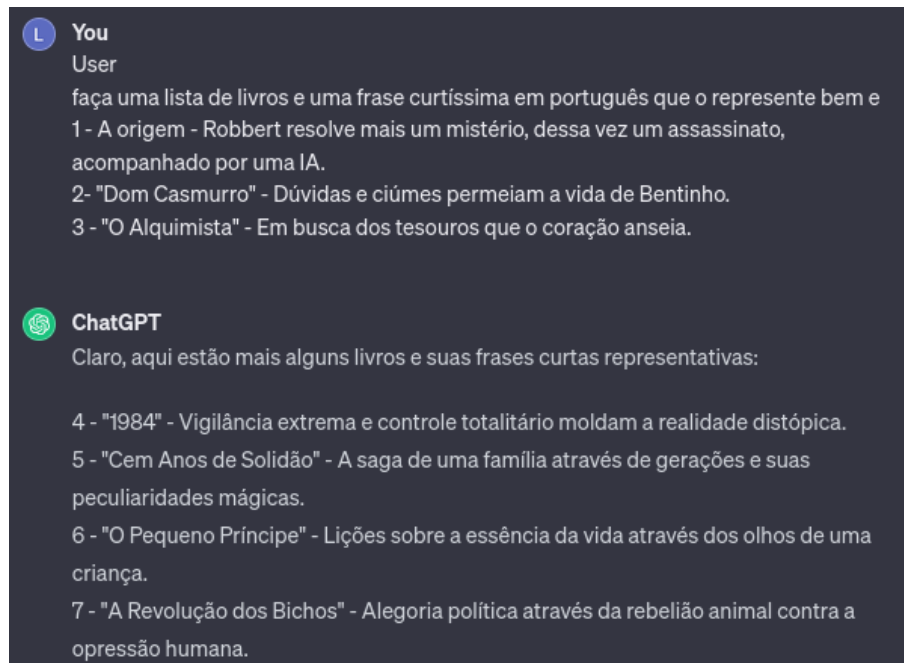 L You
User
faça uma lista de livros e uma frase curtíssima em português que o represente bem e
1 - A origem - Robbert resolve mais um mistério, dessa vez um assassinato,
acompanhado por uma IA.
2- "Dom Casmurro" - Dúvidas e ciúmes permeiam a vida de Bentinho.
3 - "O Alquimista" - Em busca dos tesouros que o coração anseia.
ChatGPT
Claro, aqui estão mais alguns livros e suas frases curtas representativas:
4 - "1984" - Vigilância extrema e controle totalitário moldam a realidade distópica.
5 - "Cem Anos de Solidão" - A saga de uma família através de gerações e suas
peculiaridades mágicas.
6 - "O Pequeno Príncipe" - Lições sobre a essência da vida através dos olhos de uma
criança.
7 - "A Revolução dos Bichos" - Alegoria política através da rebelião animal contra a
opressão humana.